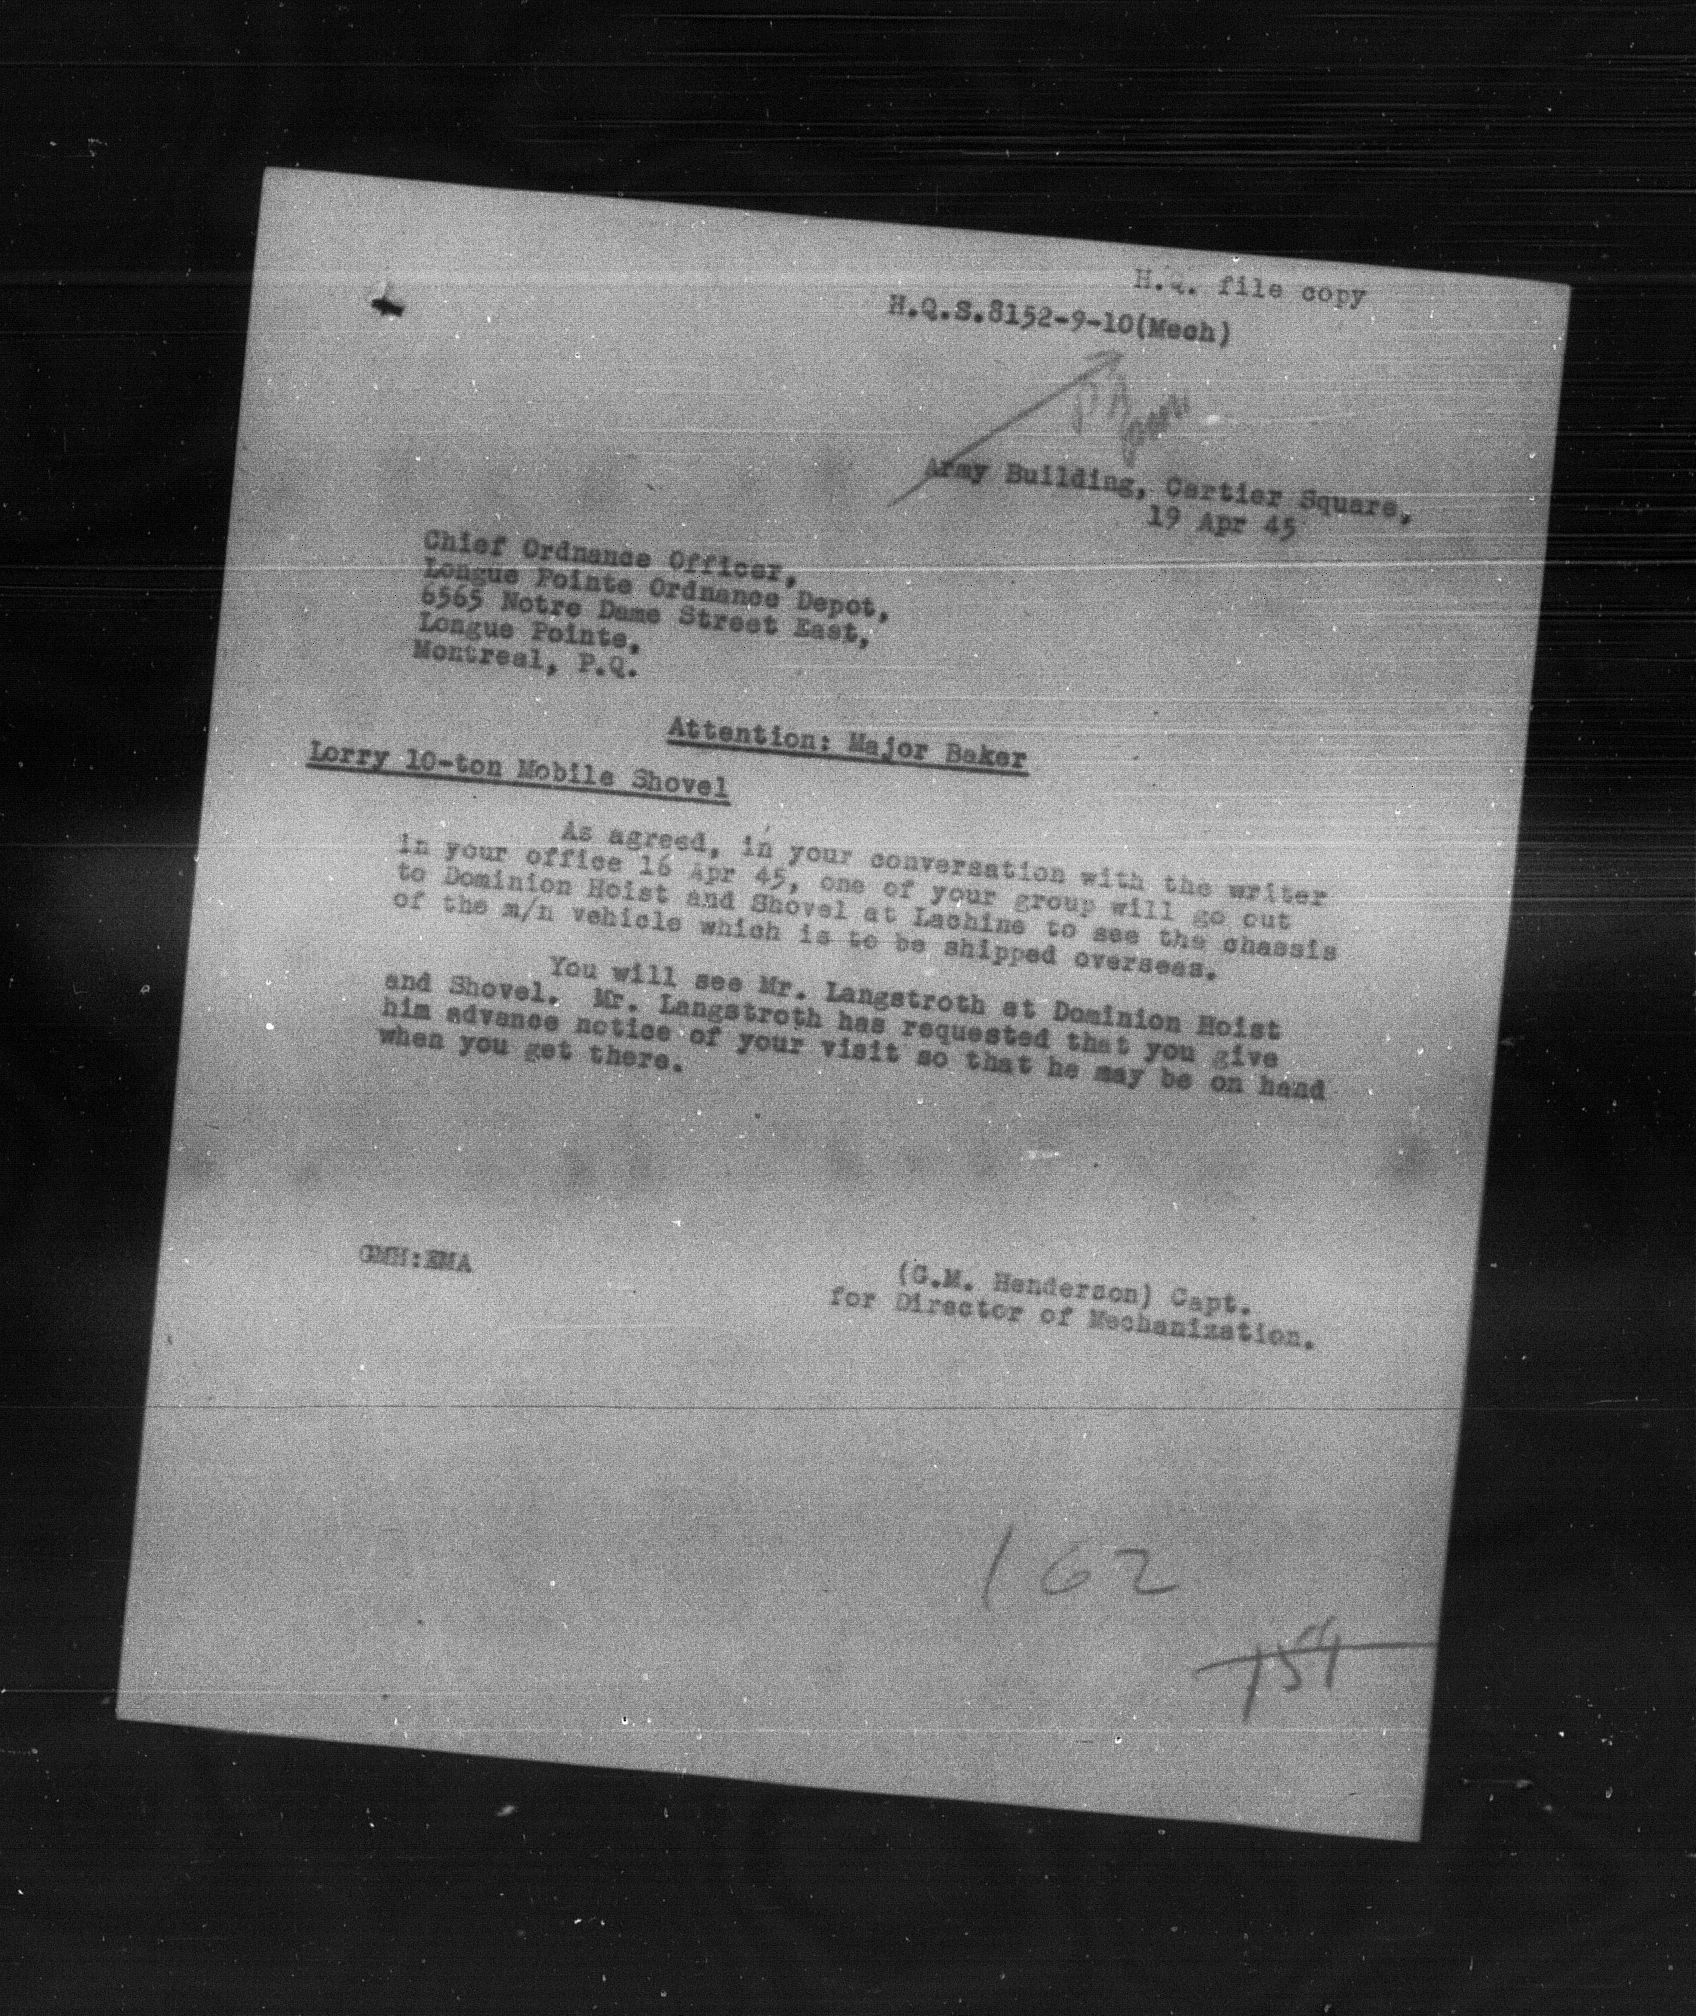 H.Q. file copy
H.Q.S.8152-9-10(Mech)
P A
Army Building, Cartier Square,
19 Apr 45
Chief Ordnance Officer,
Longue Pointe Ordnance Depot,
6565 Notre Dame Street East,
Longue Pointe,
Montreal, P.Q.
Attention: Major Baker
Lorry 10-ton Mobile Shovel
As agreed, in your conversation with the writer
in your office 16 Apr 45, one of your group will go out
to Dominion Hoist and Shovel at Lachine to see the chassis
of the m/n vehicle which is to be shipped overseas.
You will see Mr. Langstroth at Dominion Hoist
and Shovel. Mr. Langstroth has requested that you give
him advance notice of your visit so that he may be on hand
when you get there.
GMH:EMA
(G.M. Henderson) Capt.
for Director of Mechanization.
162
154